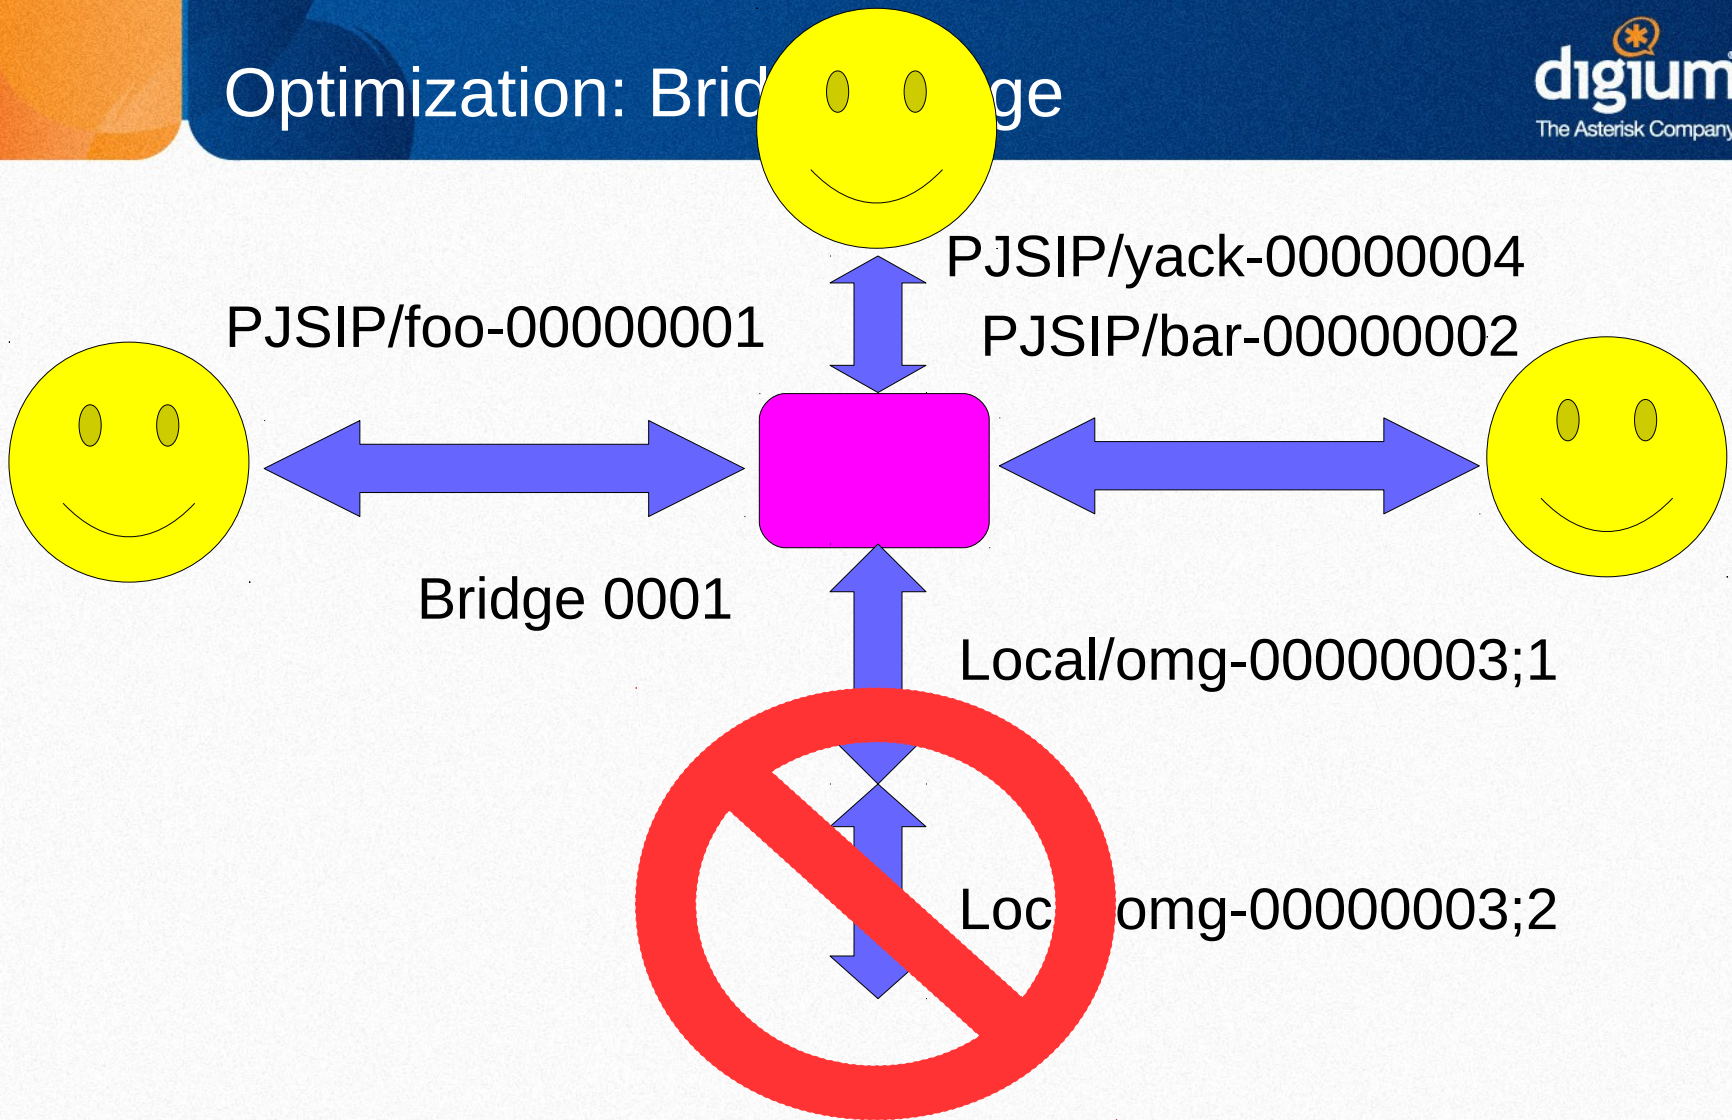 Optimization: Brid ge
digium
The Asterisk Company
PJSIP/yack-00000004
PJSIP/foo-00000001
PJSIP/bar-00000002
Bridge 0001
Local/omg-00000003;1
Loc omg-00000003;2